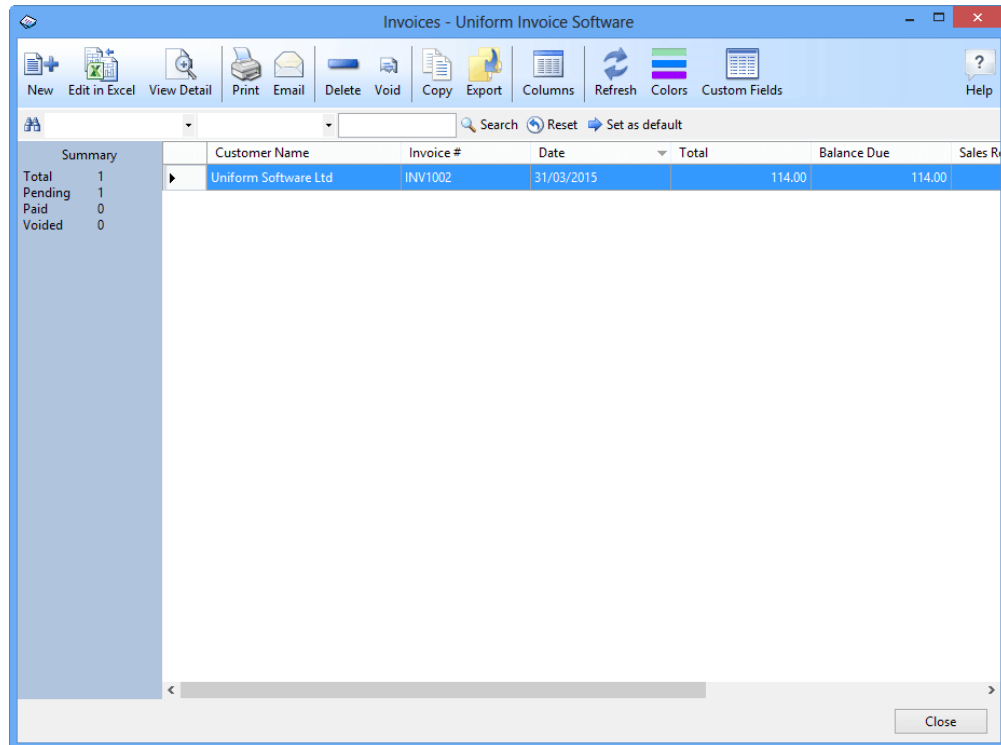 Invoices - Uniform Invoice Software
New Edit in Excel View Detail Print Email Delete Void Copy Export Columns Refresh Colors Custom Fields Help
Search Reset Set as default
Summary
Total 1
Pending 1
Paid 0
Voided 0
Customer Name Invoice # Date Total Balance Due Sales Re
Uniform Software Ltd INV1002 31/03/2015 114.00 114.00
Close